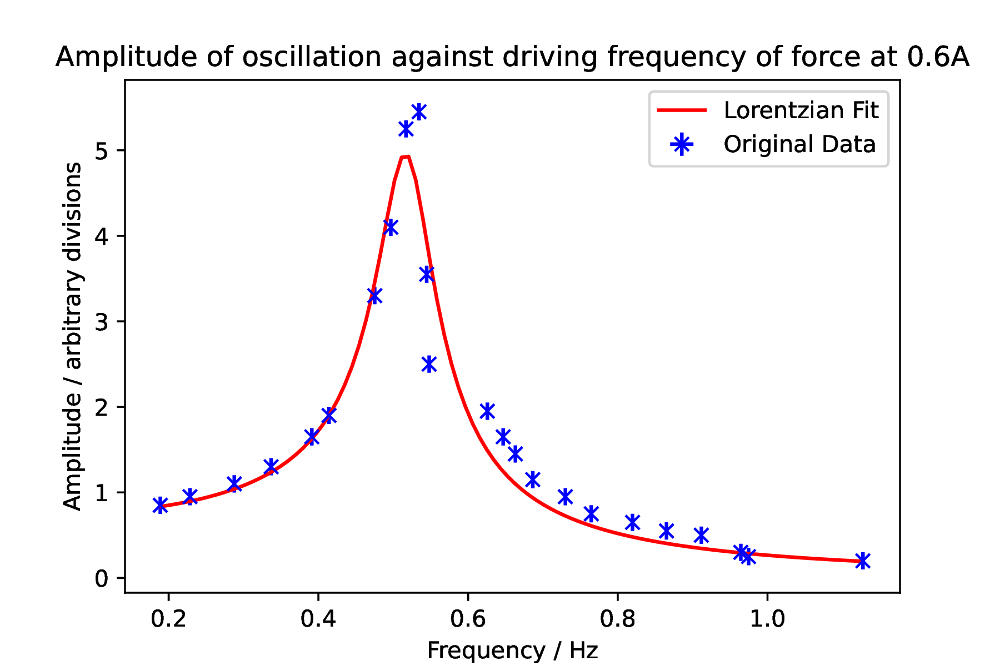 Amplitude of oscillation against driving frequency of force at 0.6A
Lorentzian Fit
Original Data
Amplitude / arbitrary divisions
5
4
3
2
1
0
0.2 0.4 0.6 0.8 1.0
Frequency / Hz